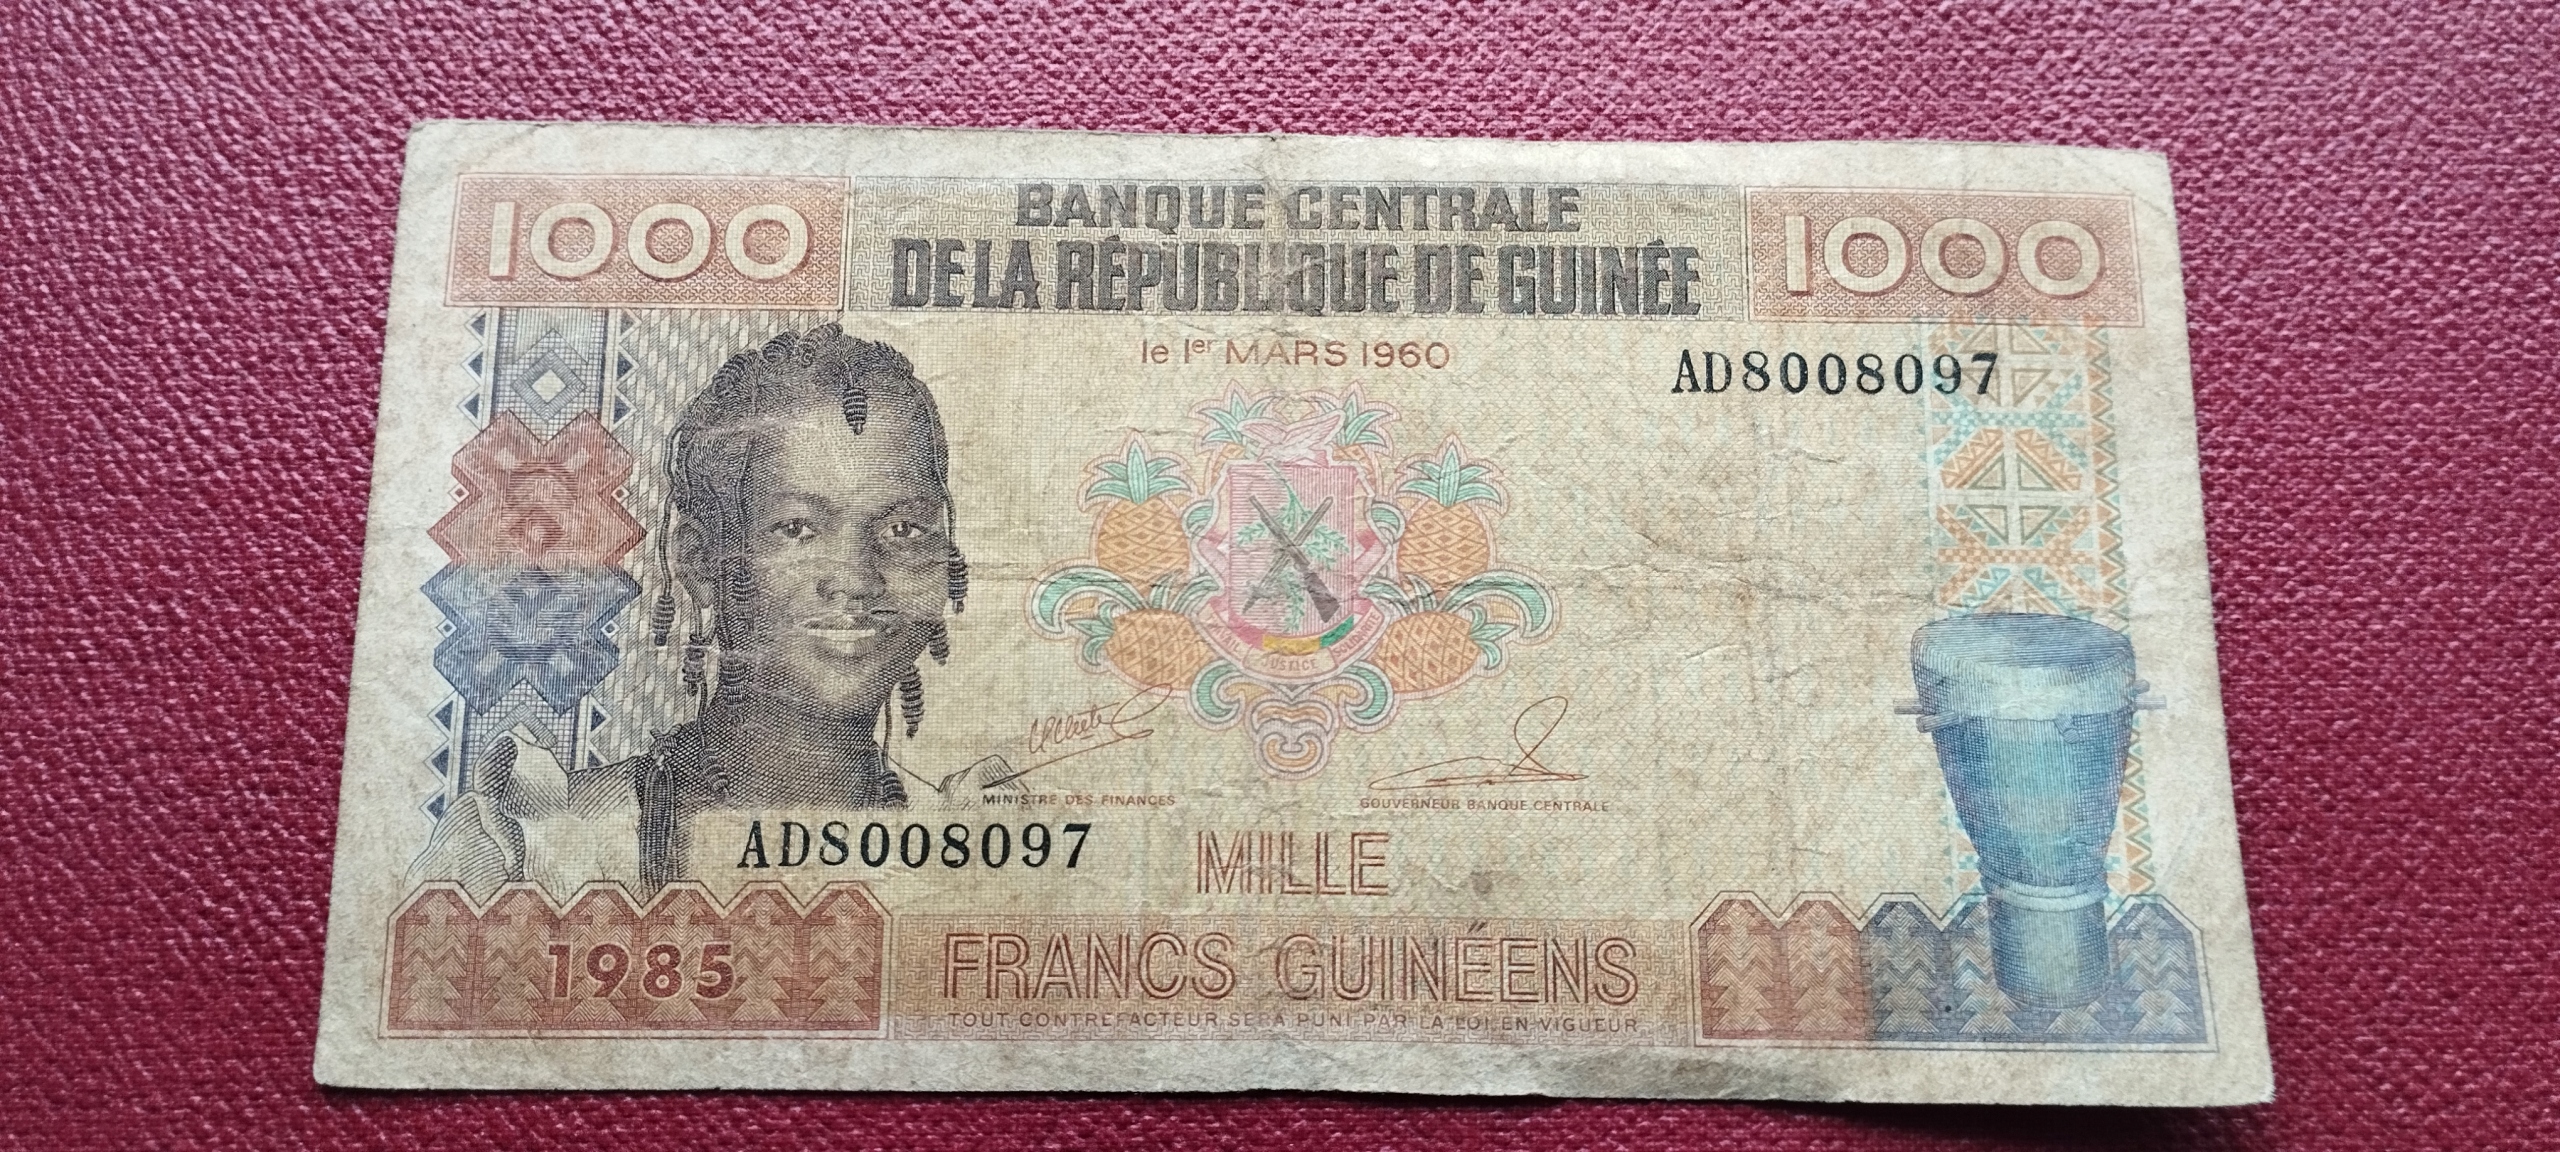 1000
BANQUE CENTRALE
DE LA RÉPUBLIQUE DE GUINÉE
1000
le 1er MARS 1960
AD8008097
JUSTICE
MINISTRE DES FINANCES
GOUVERNEUR BANQUE CENTRALE
AD8008097
MILLE
1985
FRANCS GUINÉENS
TOUT CONTREFACTEUR SERA PUNI PAR LA LOI EN VIGUEUR